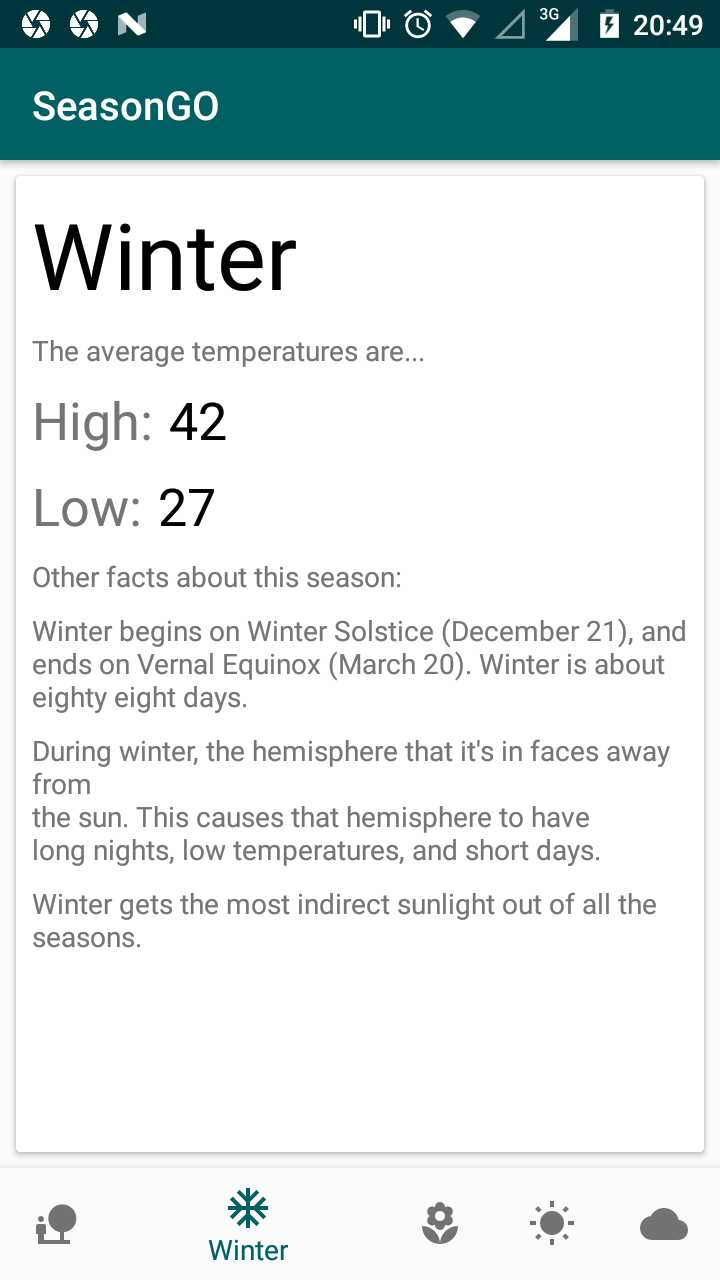 3G 20:49
SeasonGO
Winter
The average temperatures are...
High: 42
Low: 27
Other facts about this season:
Winter begins on Winter Solstice (December 21), and
ends on Vernal Equinox (March 20). Winter is about
eighty eight days.
During winter, the hemisphere that it's in faces away
from
the sun. This causes that hemisphere to have
long nights, low temperatures, and short days.
Winter gets the most indirect sunlight out of all the
seasons.
Winter